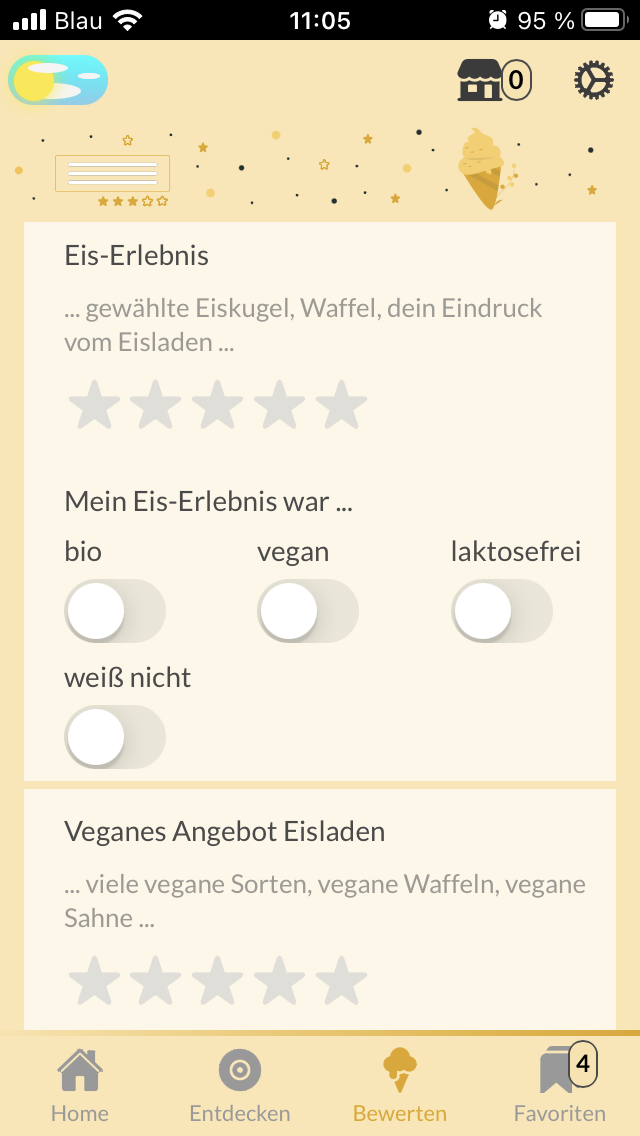 Blau 11:05 95 %
0
Eis-Erlebnis
... gewählte Eiskugel, Waffel, dein Eindruck
vom Eisladen ...
Mein Eis-Erlebnis war ...
bio vegan laktosefrei
weiß nicht
Veganes Angebot Eisladen
... viele vegane Sorten, vegane Waffeln, vegane
Sahne ...
4
Home Entdecken Bewerten Favoriten